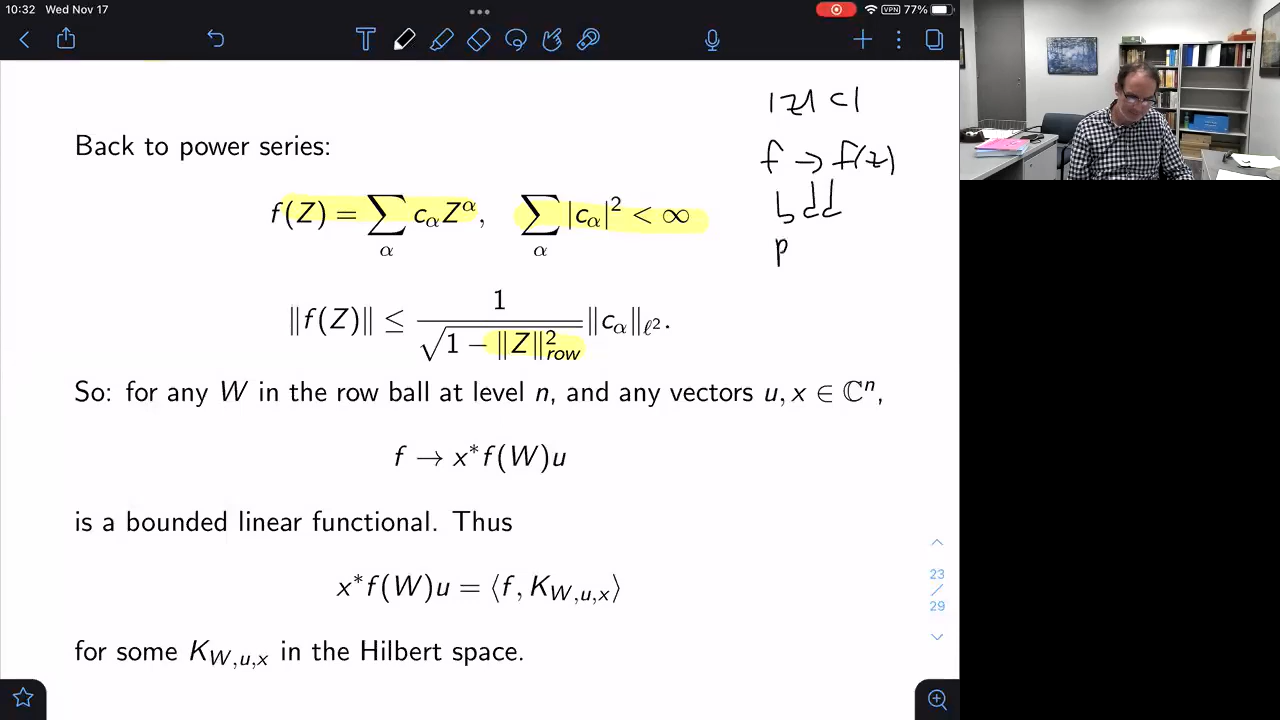 10:32 Wed Nov 17
VPN 77%
|z| < 1
Back to power series:
f → f(z)
bdd
f(Z) = ∑_α c_α Z^α, ∑_α |c_α|² < ∞
p
‖f(Z)‖ ≤ 1/√(1 − ‖Z‖²_row) ‖c_α‖_ℓ².
So: for any W in the row ball at level n, and any vectors u, x ∈ ℂⁿ,
f → x*f(W)u
is a bounded linear functional. Thus
x*f(W)u = ⟨f, K_{W,u,x}⟩
23
/
29
for some K_{W,u,x} in the Hilbert space.